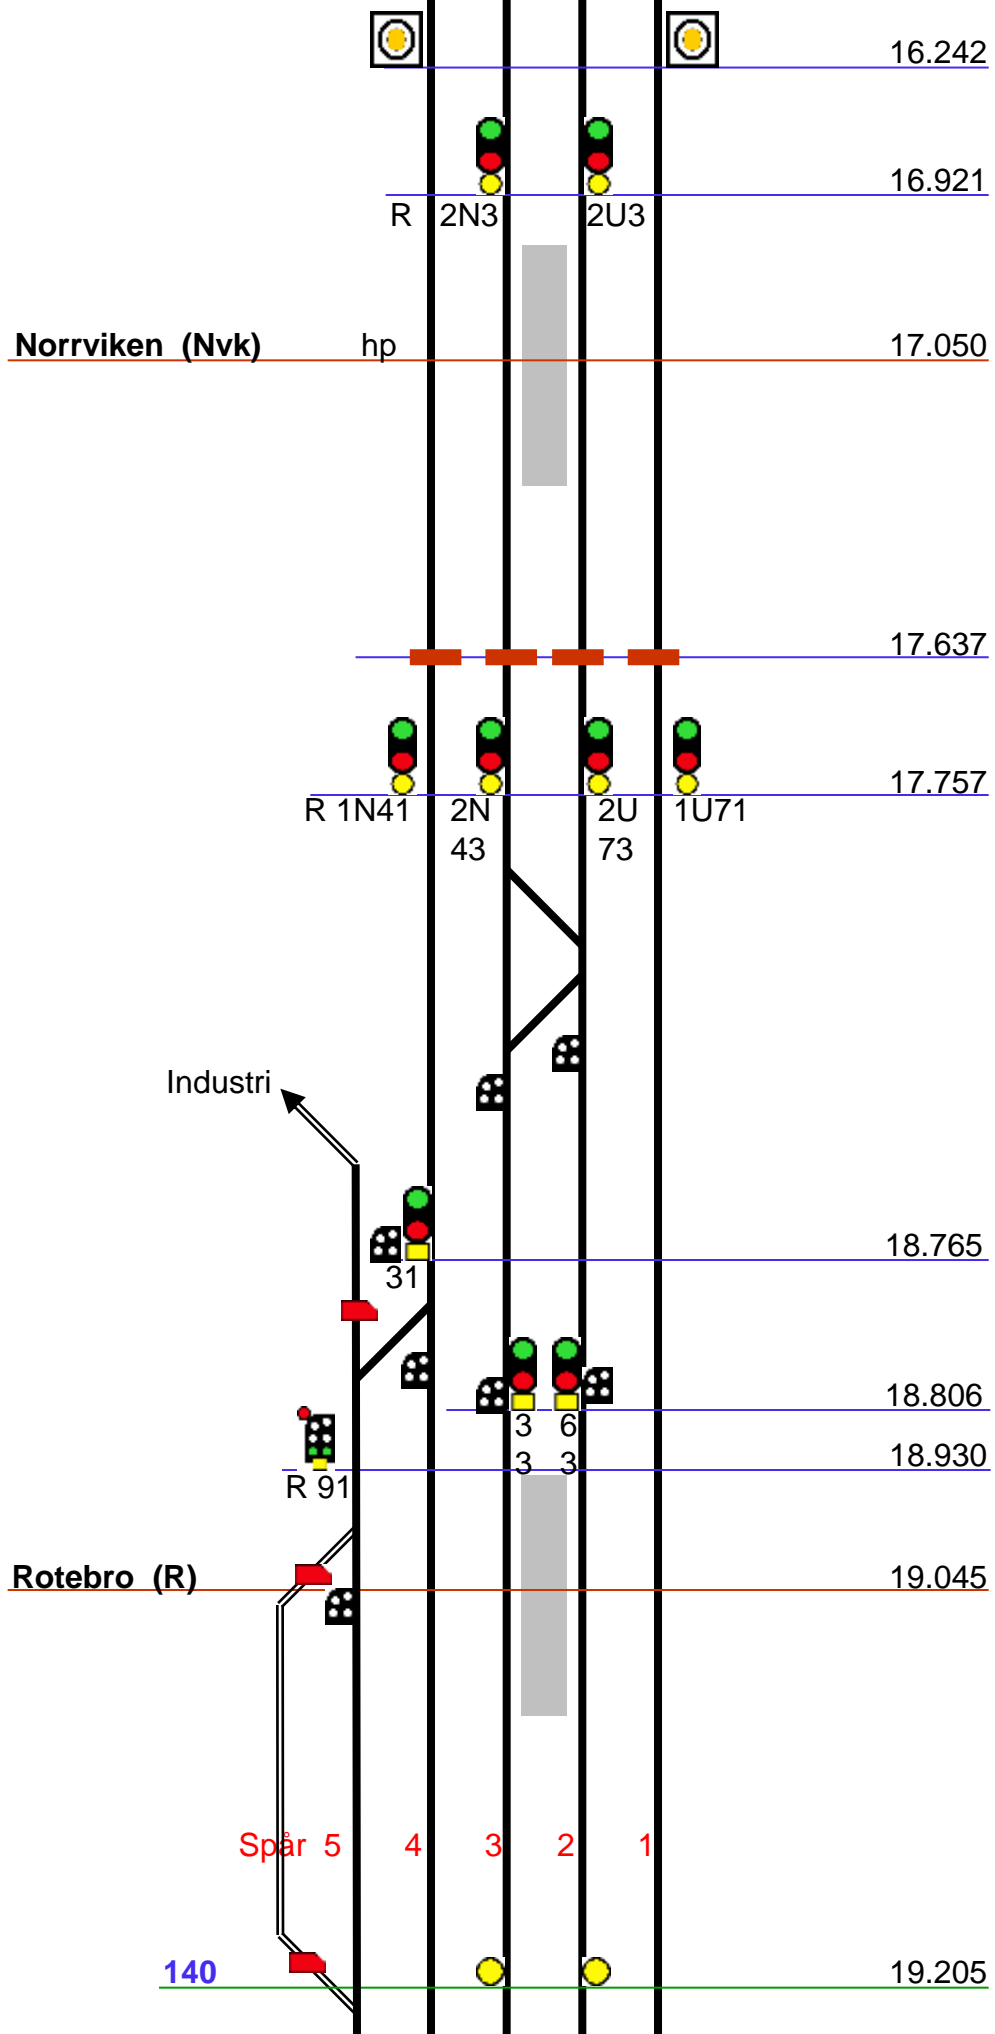 16.242
16.921
R 2N3 2U3
Norrviken (Nvk) hp 17.050
17.637
17.757
R 1N41 2N 2U 1U71
43 73
Industri
18.765
31
18.806
3 6
3 3 18.930
R 91
Rotebro (R) 19.045
Spår 5 4 3 2 1
140 19.205